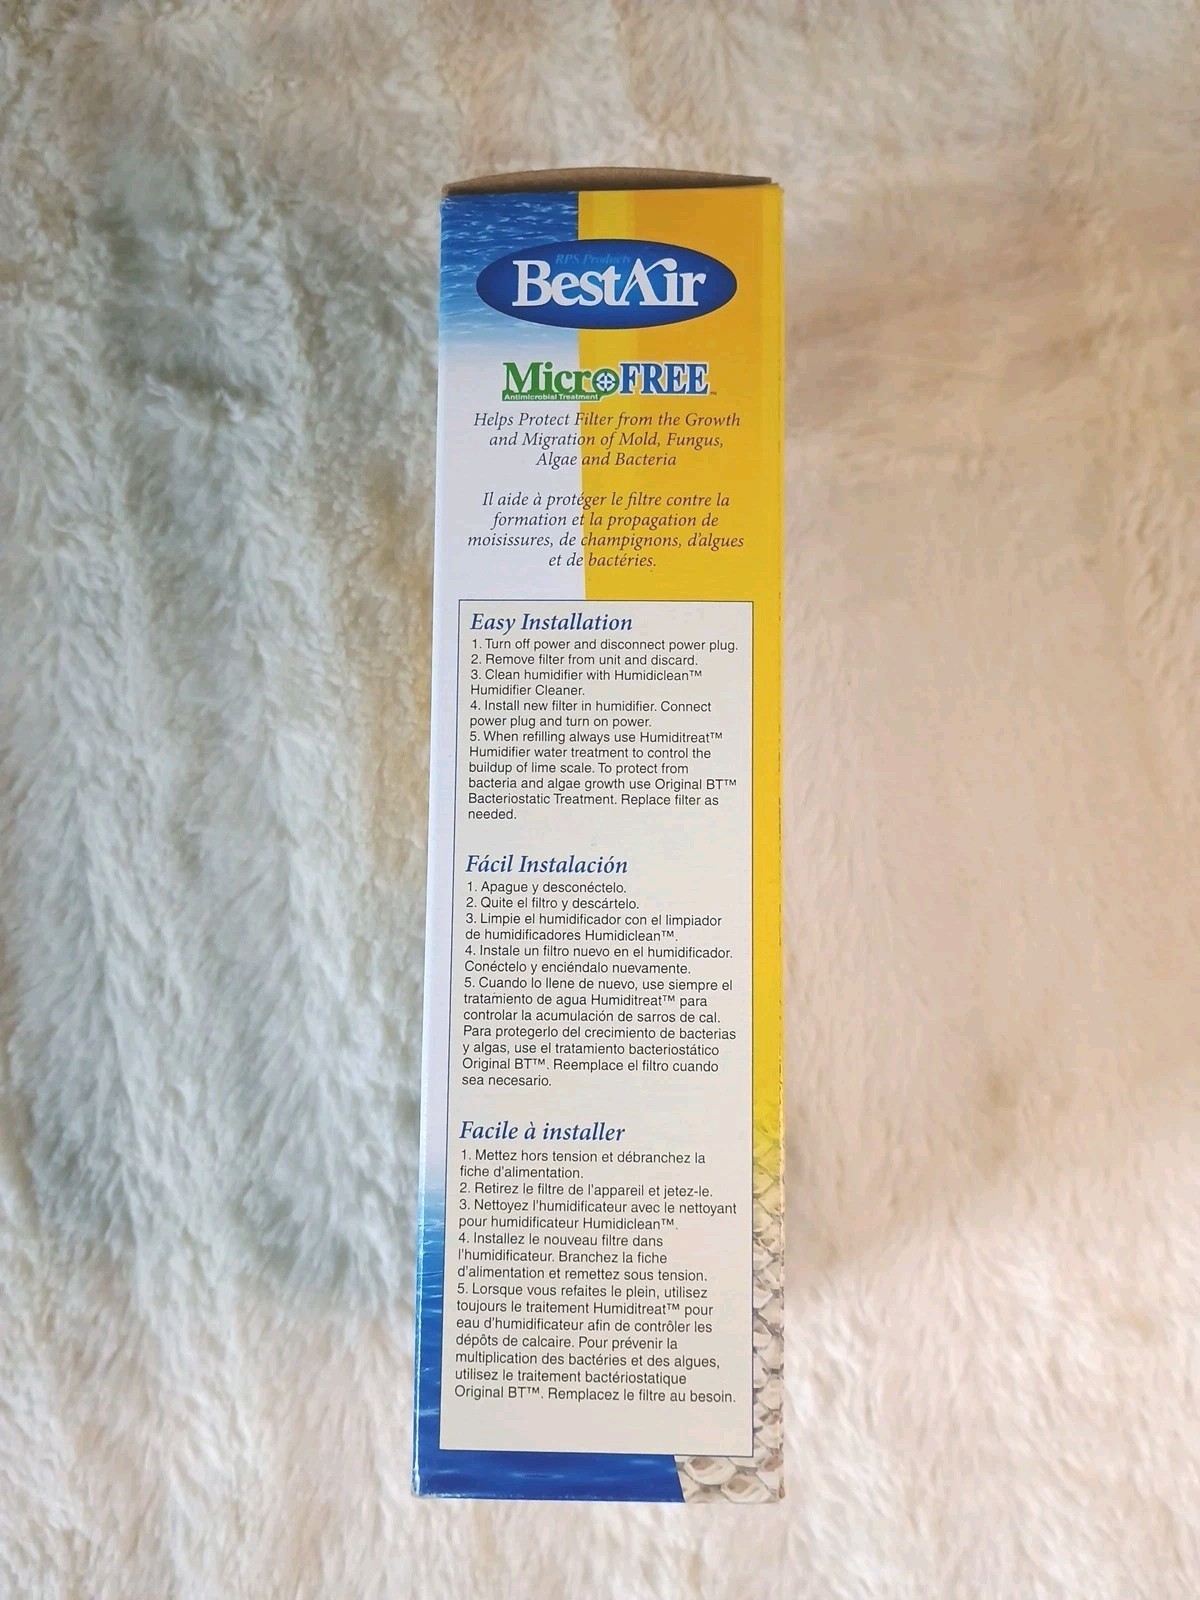 RPS Products
BestAir
MicroFREE™
Antimicrobial Treatment
Helps Protect Filter from the Growth
and Migration of Mold, Fungus,
Algae and Bacteria
Il aide à protéger le filtre contre la
formation et la propagation de
moisissures, de champignons, d'algues
et de bactéries.
Easy Installation
1. Turn off power and disconnect power plug.
2. Remove filter from unit and discard.
3. Clean humidifier with Humidiclean™
Humidifier Cleaner.
4. Install new filter in humidifier. Connect
power plug and turn on power.
5. When refilling always use Humiditreat™
Humidifier water treatment to control the
buildup of lime scale. To protect from
bacteria and algae growth use Original BT™
Bacteriostatic Treatment. Replace filter as
needed.
Fácil Instalación
1. Apague y desconéctelo.
2. Quite el filtro y descártelo.
3. Limpie el humidificador con el limpiador
de humidificadores Humidiclean™.
4. Instale un filtro nuevo en el humidificador.
Conéctelo y enciéndalo nuevamente.
5. Cuando lo llene de nuevo, use siempre el
tratamiento de agua Humiditreat™ para
controlar la acumulación de sarros de cal.
Para protegerlo del crecimiento de bacterias
y algas, use el tratamiento bacteriostático
Original BT™. Reemplace el filtro cuando
sea necesario.
Facile à installer
1. Mettez hors tension et débranchez la
fiche d'alimentation.
2. Retirez le filtre de l'appareil et jetez-le.
3. Nettoyez l'humidificateur avec le nettoyant
pour humidificateur Humidiclean™.
4. Installez le nouveau filtre dans
l'humidificateur. Branchez la fiche
d'alimentation et remettez sous tension.
5. Lorsque vous refaites le plein, utilisez
toujours le traitement Humiditreat™ pour
eau d'humidificateur afin de contrôler les
dépôts de calcaire. Pour prévenir la
multiplication des bactéries et des algues,
utilisez le traitement bactériostatique
Original BT™. Remplacez le filtre au besoin.